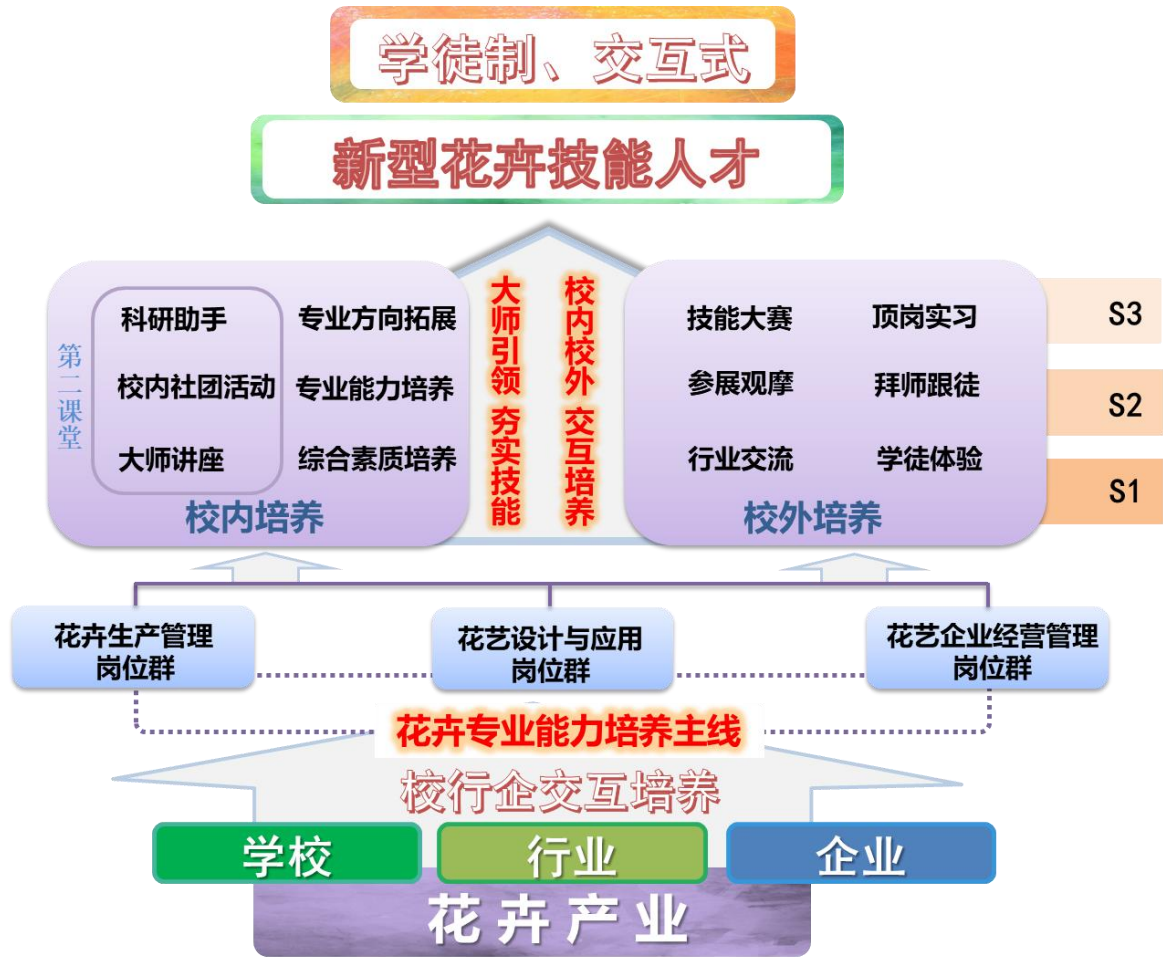 学徒制、交互式
新型花卉技能人才
第二课堂
科研助手
专业方向拓展
校内社团活动
专业能力培养
大师讲座
综合素质培养
校内培养
大师引领 夯实技能
校内校外 交互培养
技能大赛
顶岗实习
参展观摩
拜师跟徒
行业交流
学徒体验
校外培养
S3
S2
S1
花卉生产管理
岗位群
花艺设计与应用
岗位群
花艺企业经营管理
岗位群
花卉专业能力培养主线
校行企交互培养
学校
行业
企业
花卉产业